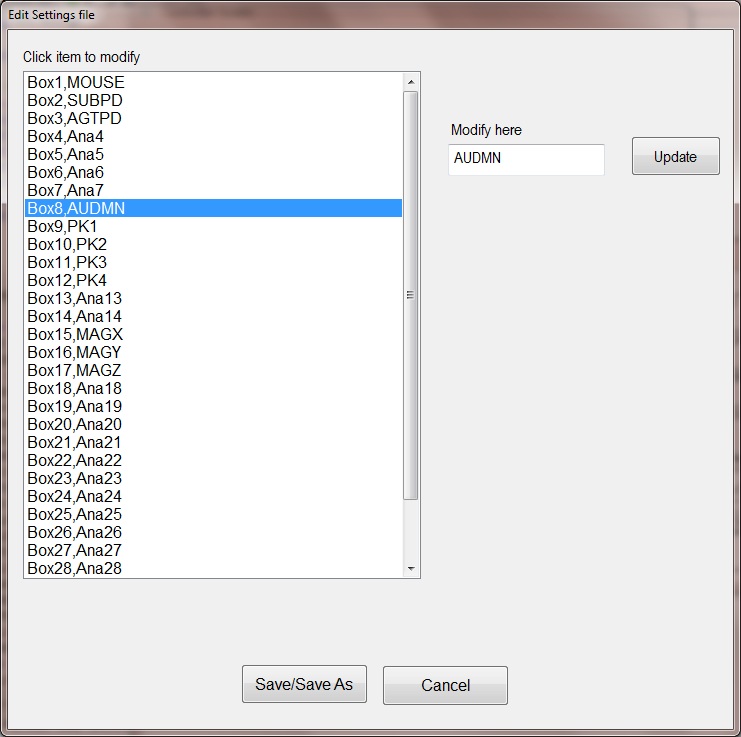 Edit Settings file
Click item to modify
Box1,MOUSE
Box2,SUBPD
Box3,AGTPD
Box4,Ana4
Box5,Ana5
Box6,Ana6
Box7,Ana7
Box8,AUDMN
Box9,PK1
Box10,PK2
Box11,PK3
Box12,PK4
Box13,Ana13
Box14,Ana14
Box15,MAGX
Box16,MAGY
Box17,MAGZ
Box18,Ana18
Box19,Ana19
Box20,Ana20
Box21,Ana21
Box22,Ana22
Box23,Ana23
Box24,Ana24
Box25,Ana25
Box26,Ana26
Box27,Ana27
Box28,Ana28
Modify here
AUDMN
Update
Save/Save As
Cancel